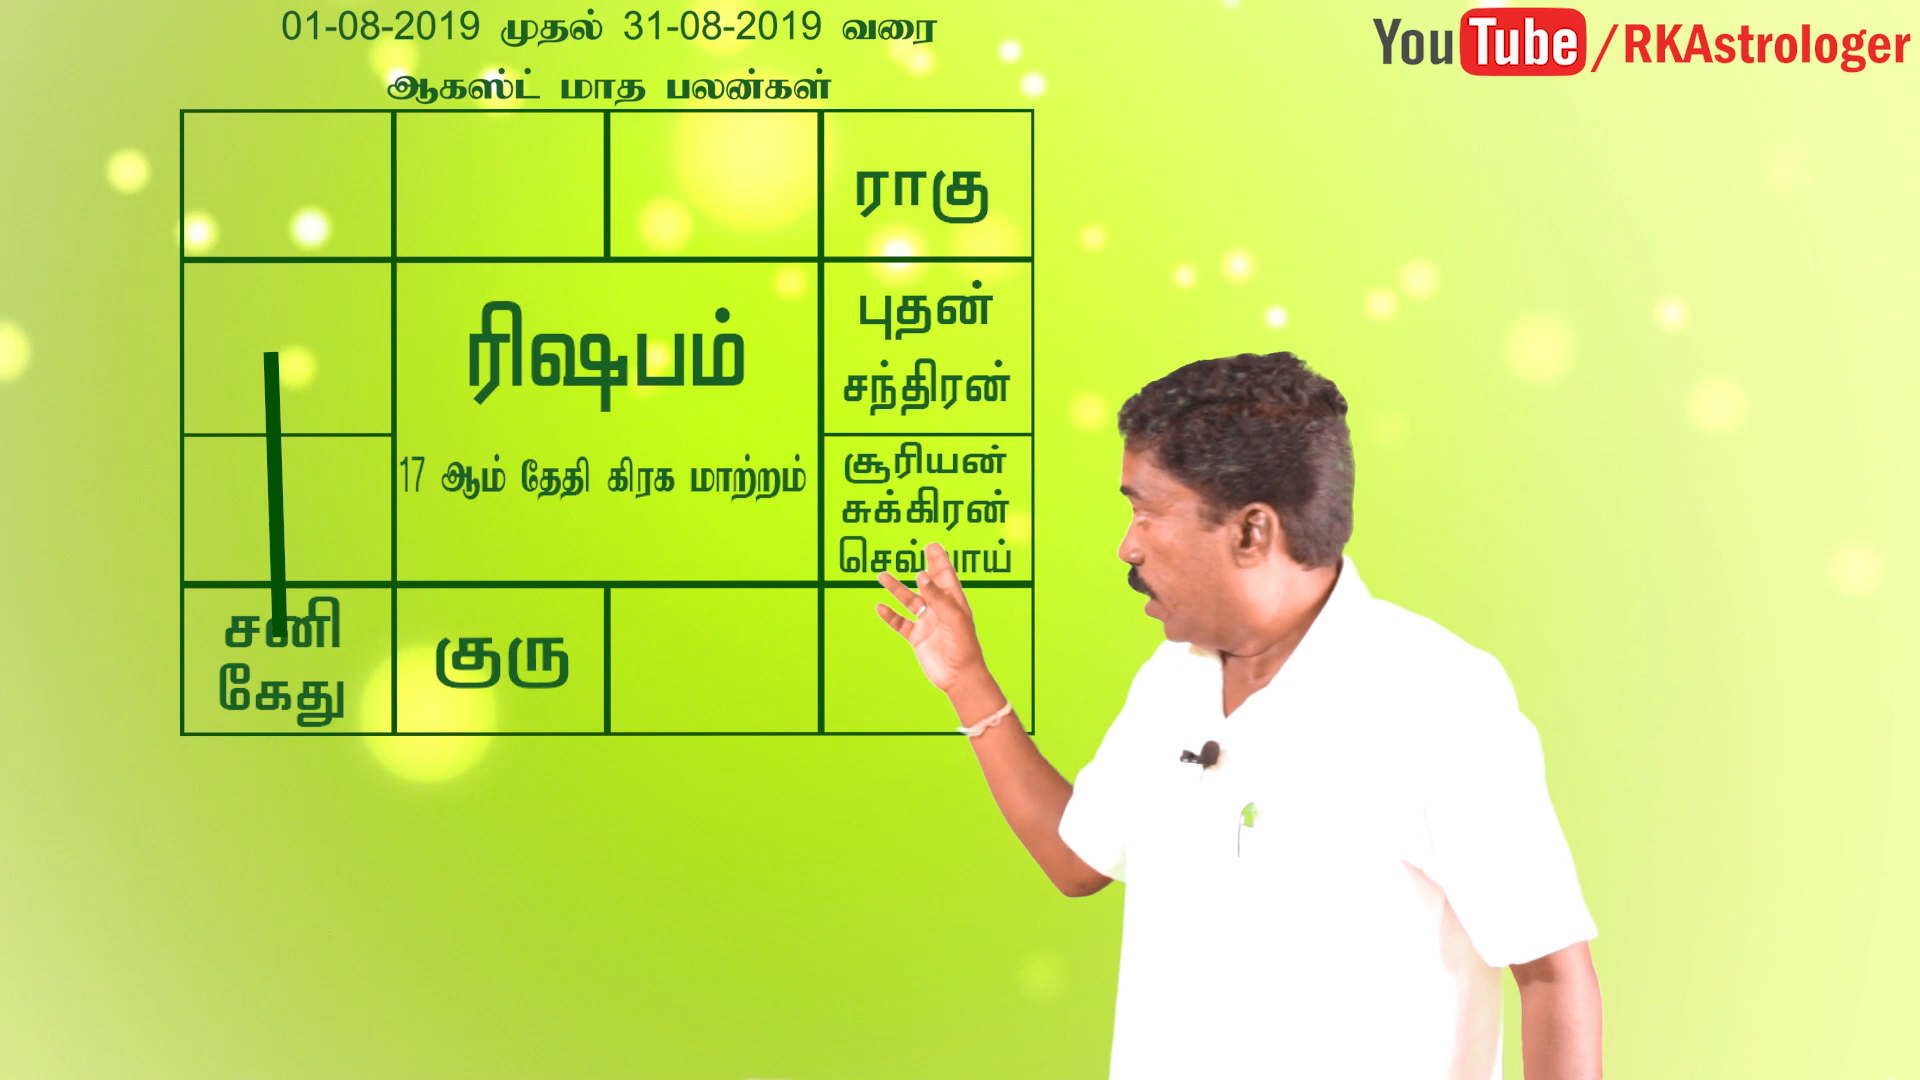 01-08-2019 முதல் 31-08-2019 வரை
ஆகஸ்ட் மாத பலன்கள்
YouTube/RKAstrologer
ராகு
ரிஷபம்
17 ஆம் தேதி கிரக மாற்றம்
புதன்
சந்திரன்
சூரியன்
சுக்கிரன்
செவ்வாய்
சனி
கேது
குரு